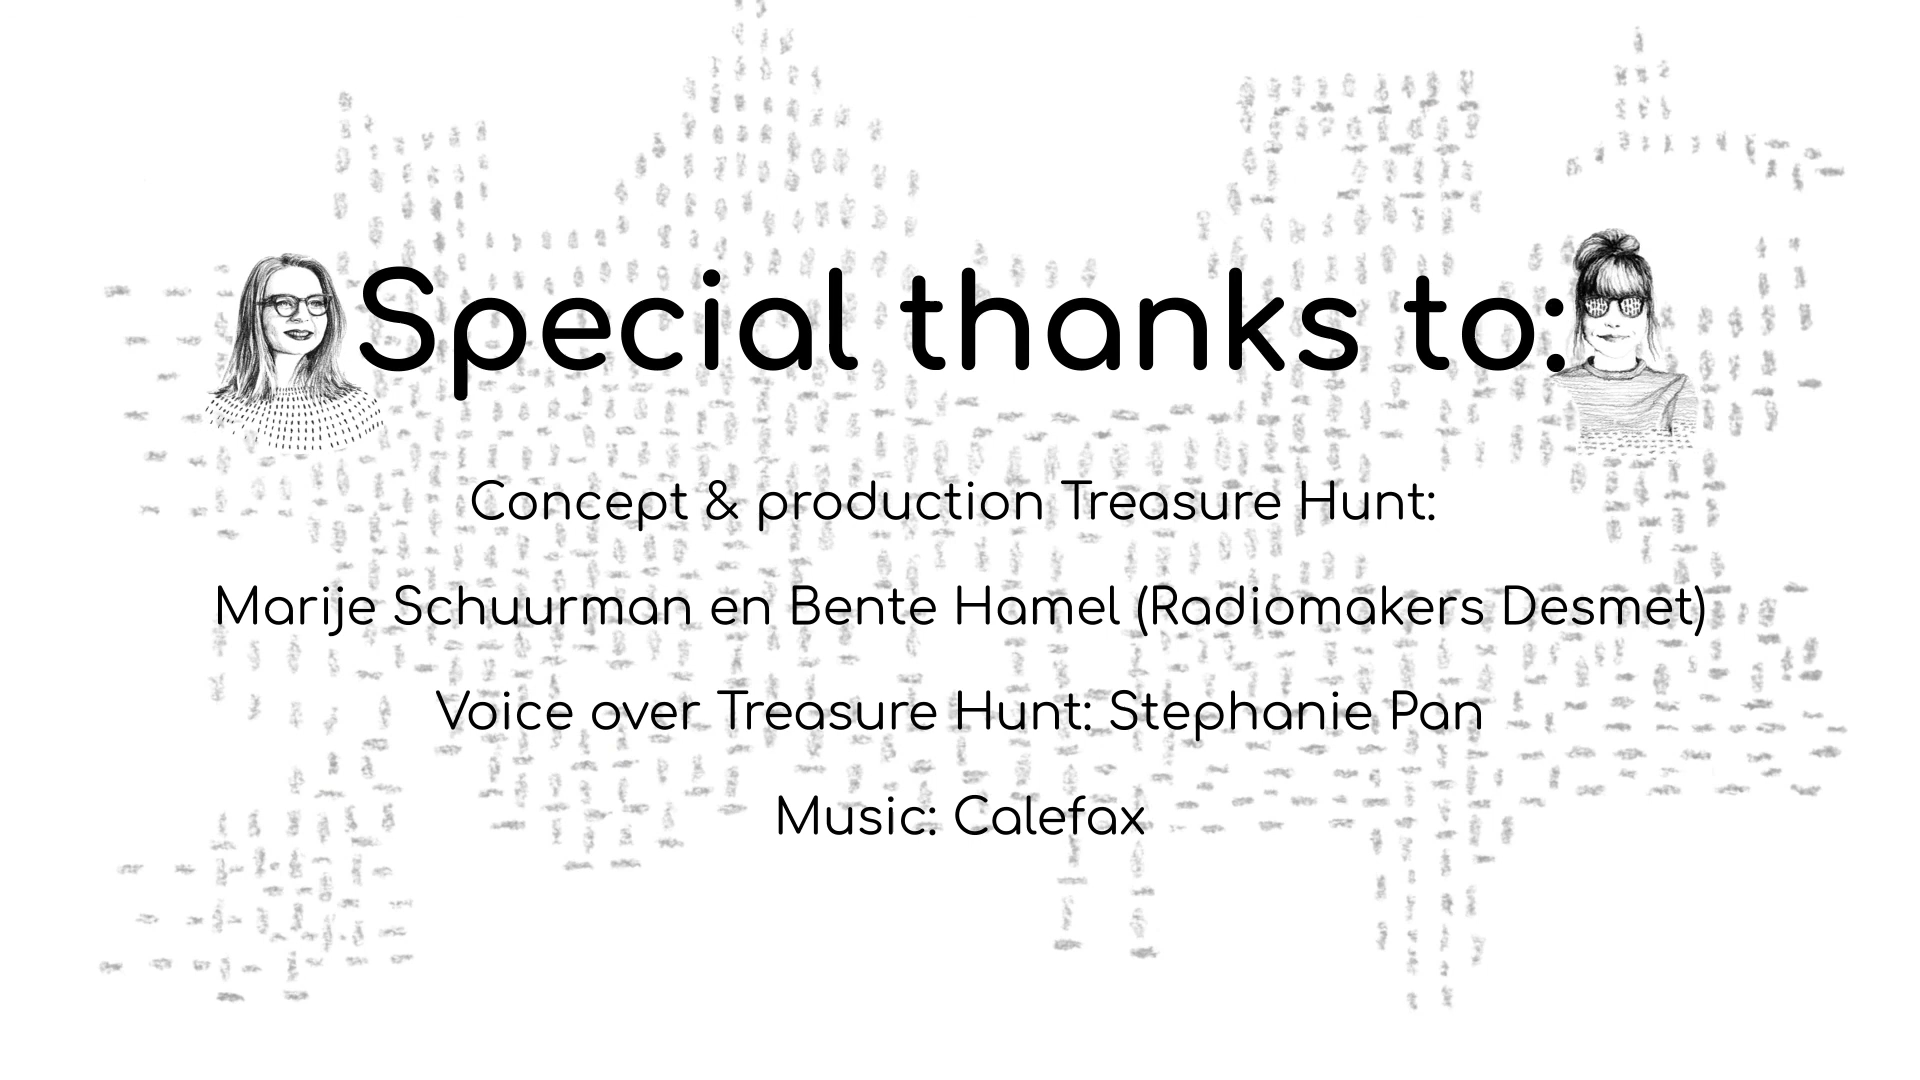 Special thanks to:
Concept & production Treasure Hunt:
Marije Schuurman en Bente Hamel (Radiomakers Desmet)
Voice over Treasure Hunt: Stephanie Pan
Music: Calefax